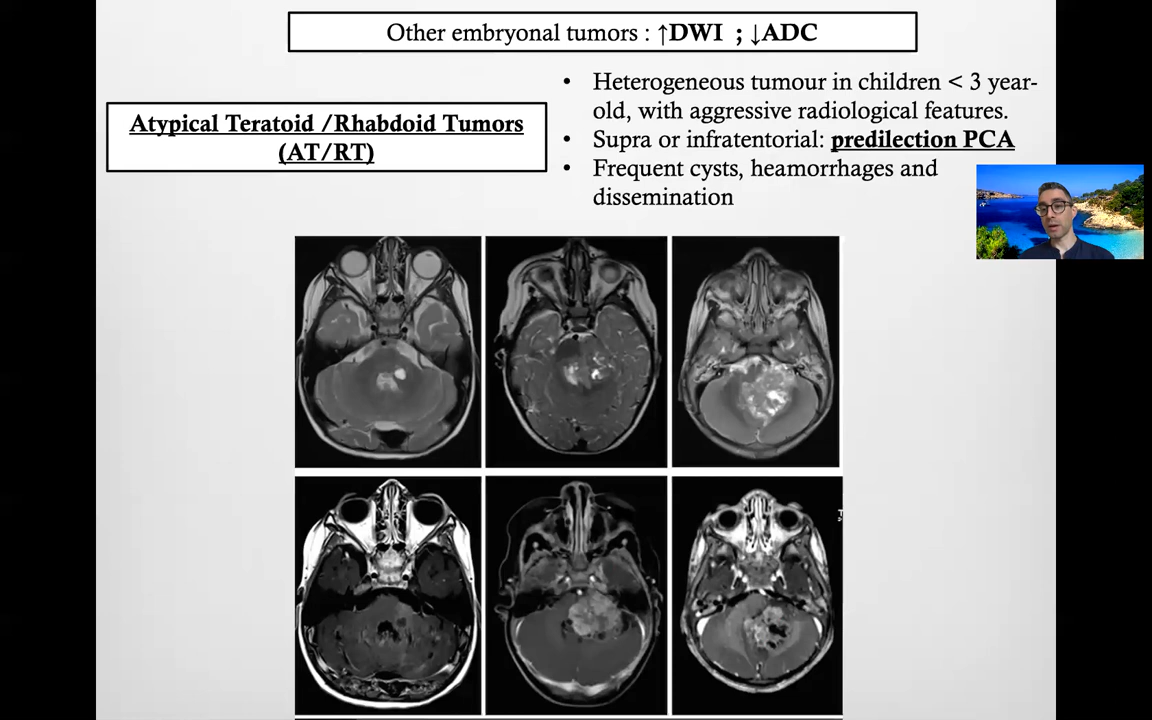 Other embryonal tumors : ↑DWI ; ↓ADC
Atypical Teratoid /Rhabdoid Tumors
(AT/RT)
• Heterogeneous tumour in children < 3 year-
old, with aggressive radiological features.
• Supra or infratentorial: predilection PCA
• Frequent cysts, heamorrhages and
dissemination